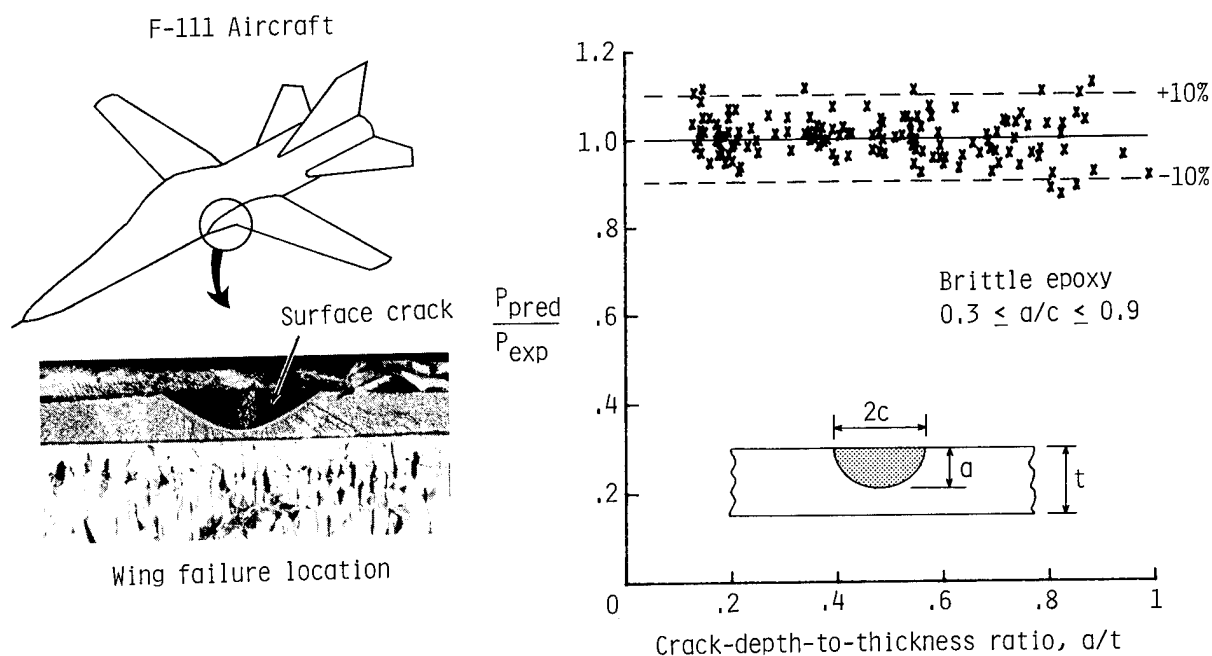 F-111 Aircraft
Surface crack
Wing failure location
P_pred
P_exp
1.2
1.0
.8
.6
.4
.2
0
.2
.4
.6
.8
1
+10%
-10%
Brittle epoxy
0.3 ≤ a/c ≤ 0.9
2c
a
t
Crack-depth-to-thickness ratio, a/t